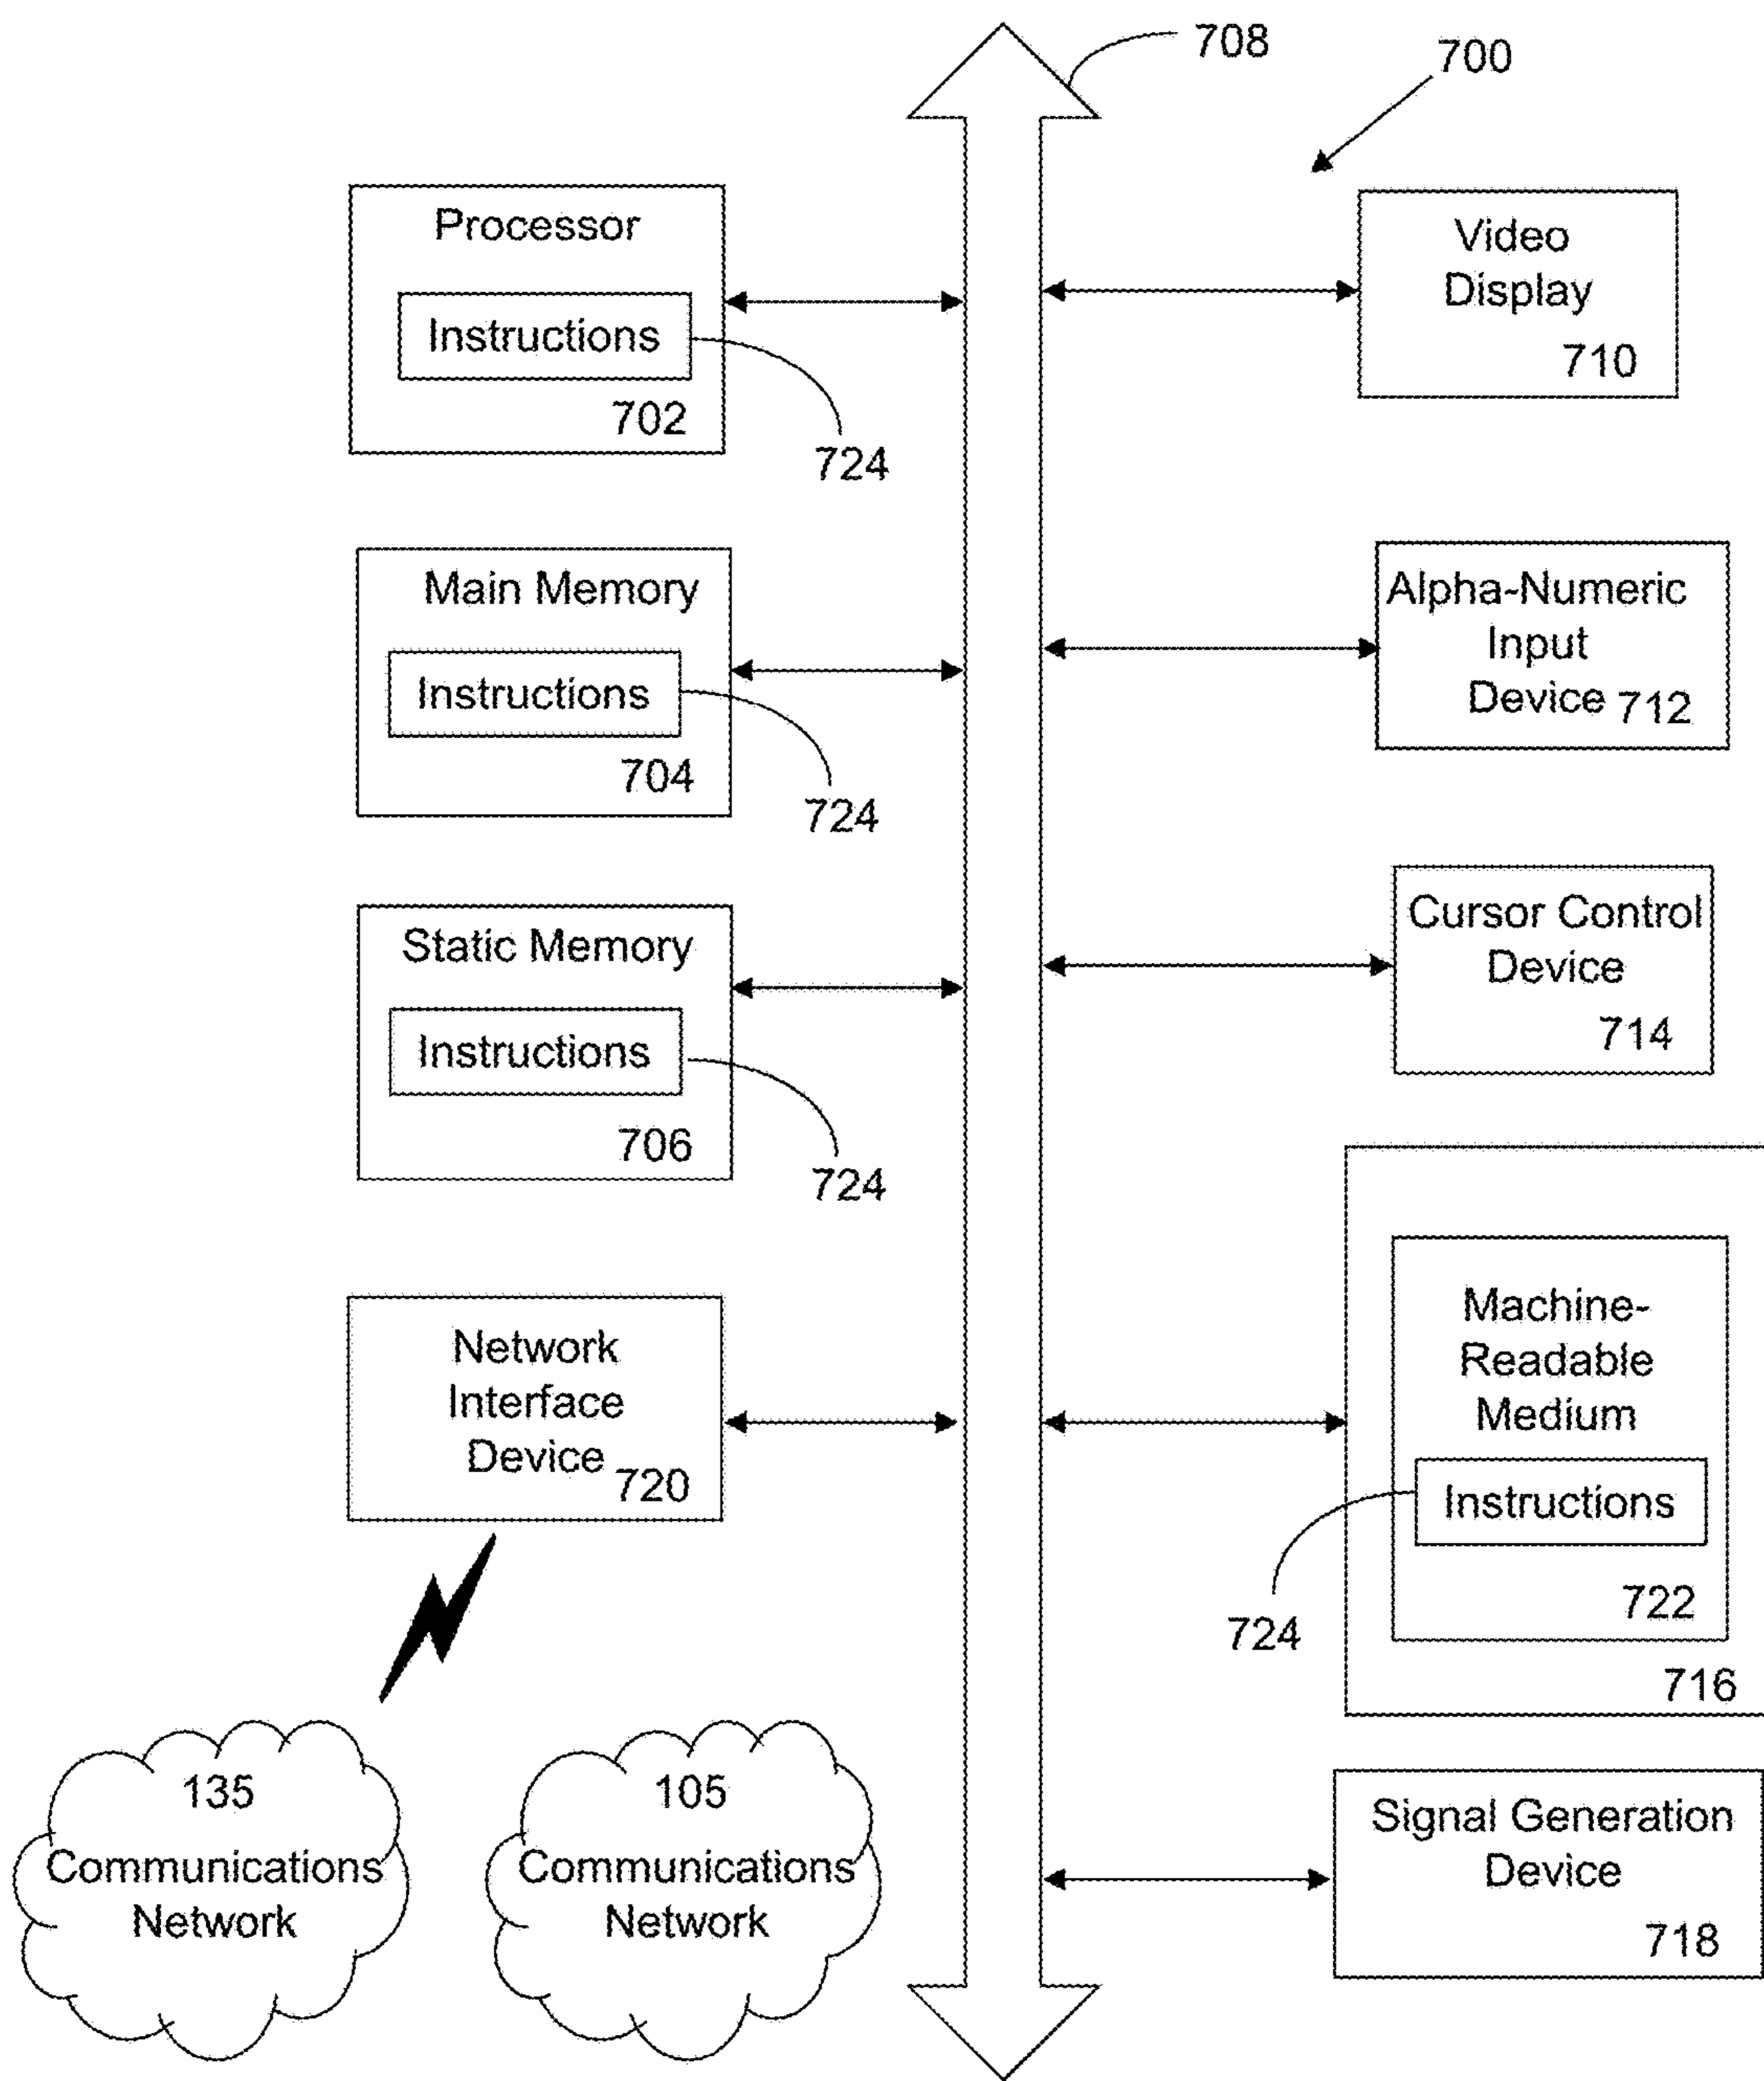 708
700
Processor
Instructions
702
724
Video
Display
710
Main Memory
Instructions
704
724
Alpha-Numeric
Input
Device 712
Static Memory
Instructions
706
724
Cursor Control
Device
714
Network
Interface
Device 720
Machine-
Readable
Medium
Instructions
722
724
716
135
Communications
Network
105
Communications
Network
Signal Generation
Device
718